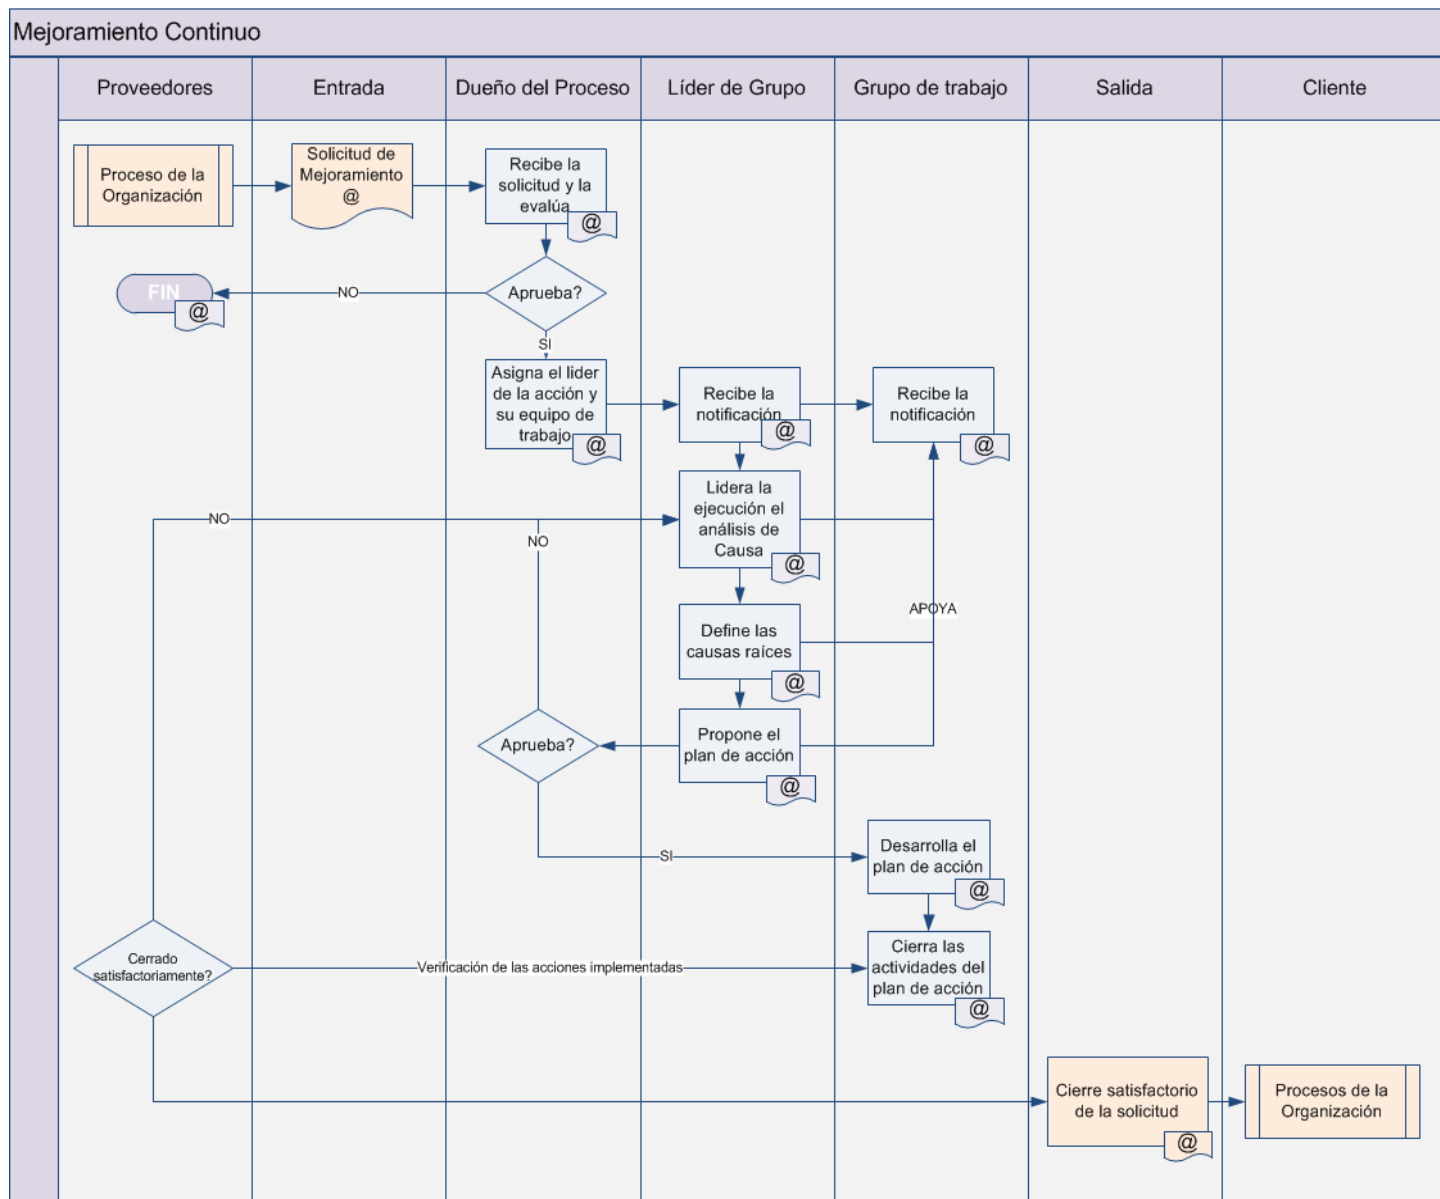 Mejoramiento Continuo
Proveedores
Entrada
Dueño del Proceso
Líder de Grupo
Grupo de trabajo
Salida
Cliente
Proceso de la
Organización
Solicitud de
Mejoramiento
@
Recibe la
solicitud y la
evalúa
@
FIN
@
NO
Aprueba?
SI
Asigna el lider
de la acción y
su equipo de
trabajo
@
Recibe la
notificación
@
Recibe la
notificación
@
NO
NO
Lidera la
ejecución el
análisis de
Causa
@
APOYA
Define las
causas raíces
@
Aprueba?
Propone el
plan de acción
@
SI
Desarrolla el
plan de acción
@
Cerrado
satisfactoriamente?
Verificación de las acciones implementadas
Cierra las
actividades del
plan de acción
@
Cierre satisfactorio
de la solicitud
@
Procesos de la
Organización